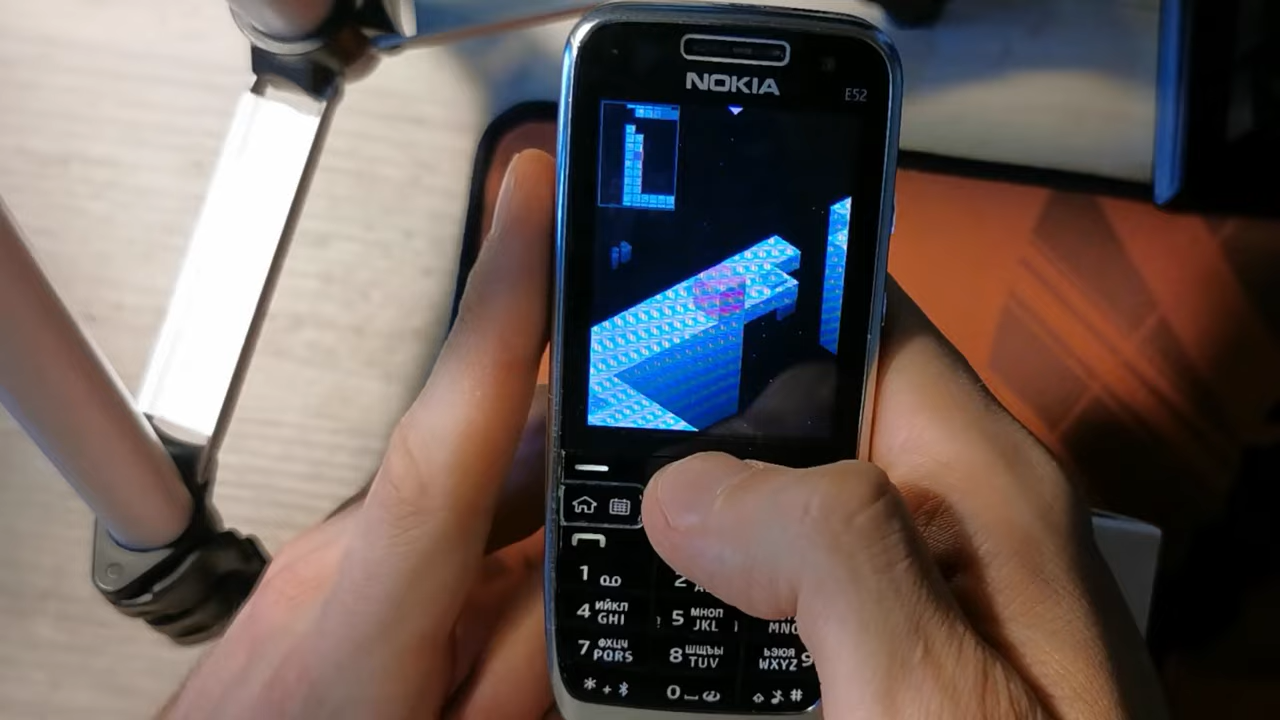 NOKIA
E52
1
2
4 ИЙКЛ
GHI
5 МНОП
JKL
MNO
7 ФХЦЧ
PQRS
8 ШЩЪЫ
TUV
ЬЭЮЯ
WXYZ 9
* +
0
#